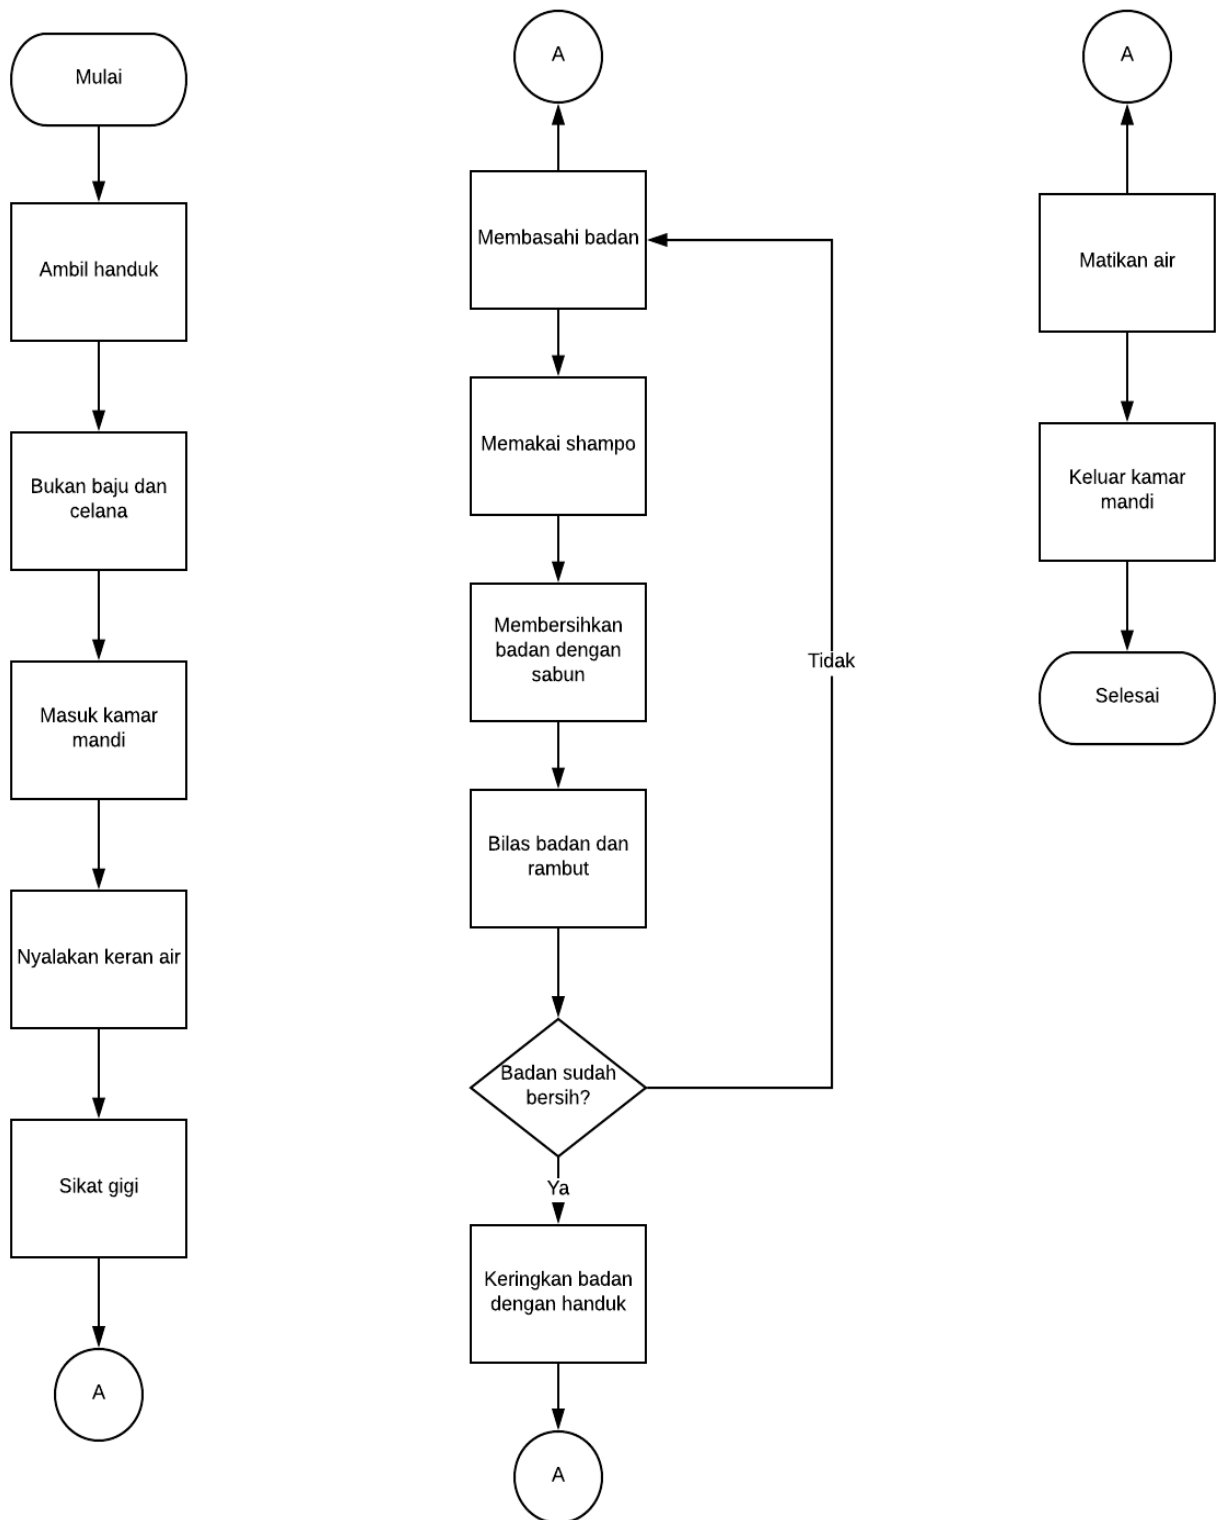 Mulai
Ambil handuk
Bukan baju dan
celana
Masuk kamar
mandi
Nyalakan keran air
Sikat gigi
A
A
Membasahi badan
Memakai shampo
Membersihkan
badan dengan
sabun
Bilas badan dan
rambut
Badan sudah
bersih?
Tidak
Ya
Keringkan badan
dengan handuk
A
A
Matikan air
Keluar kamar
mandi
Selesai